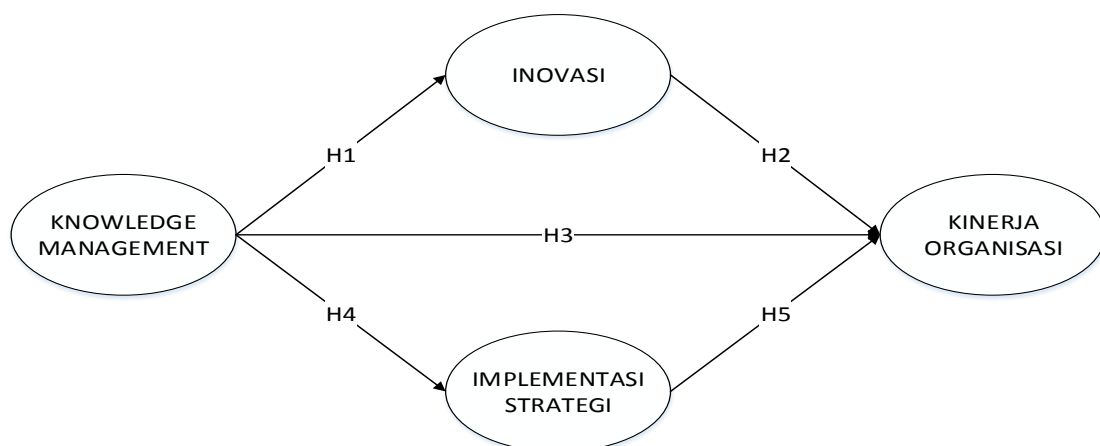 INOVASI
H1
H2
KNOWLEDGE
MANAGEMENT
H3
KINERJA
ORGANISASI
H4
H5
IMPLEMENTASI
STRATEGI